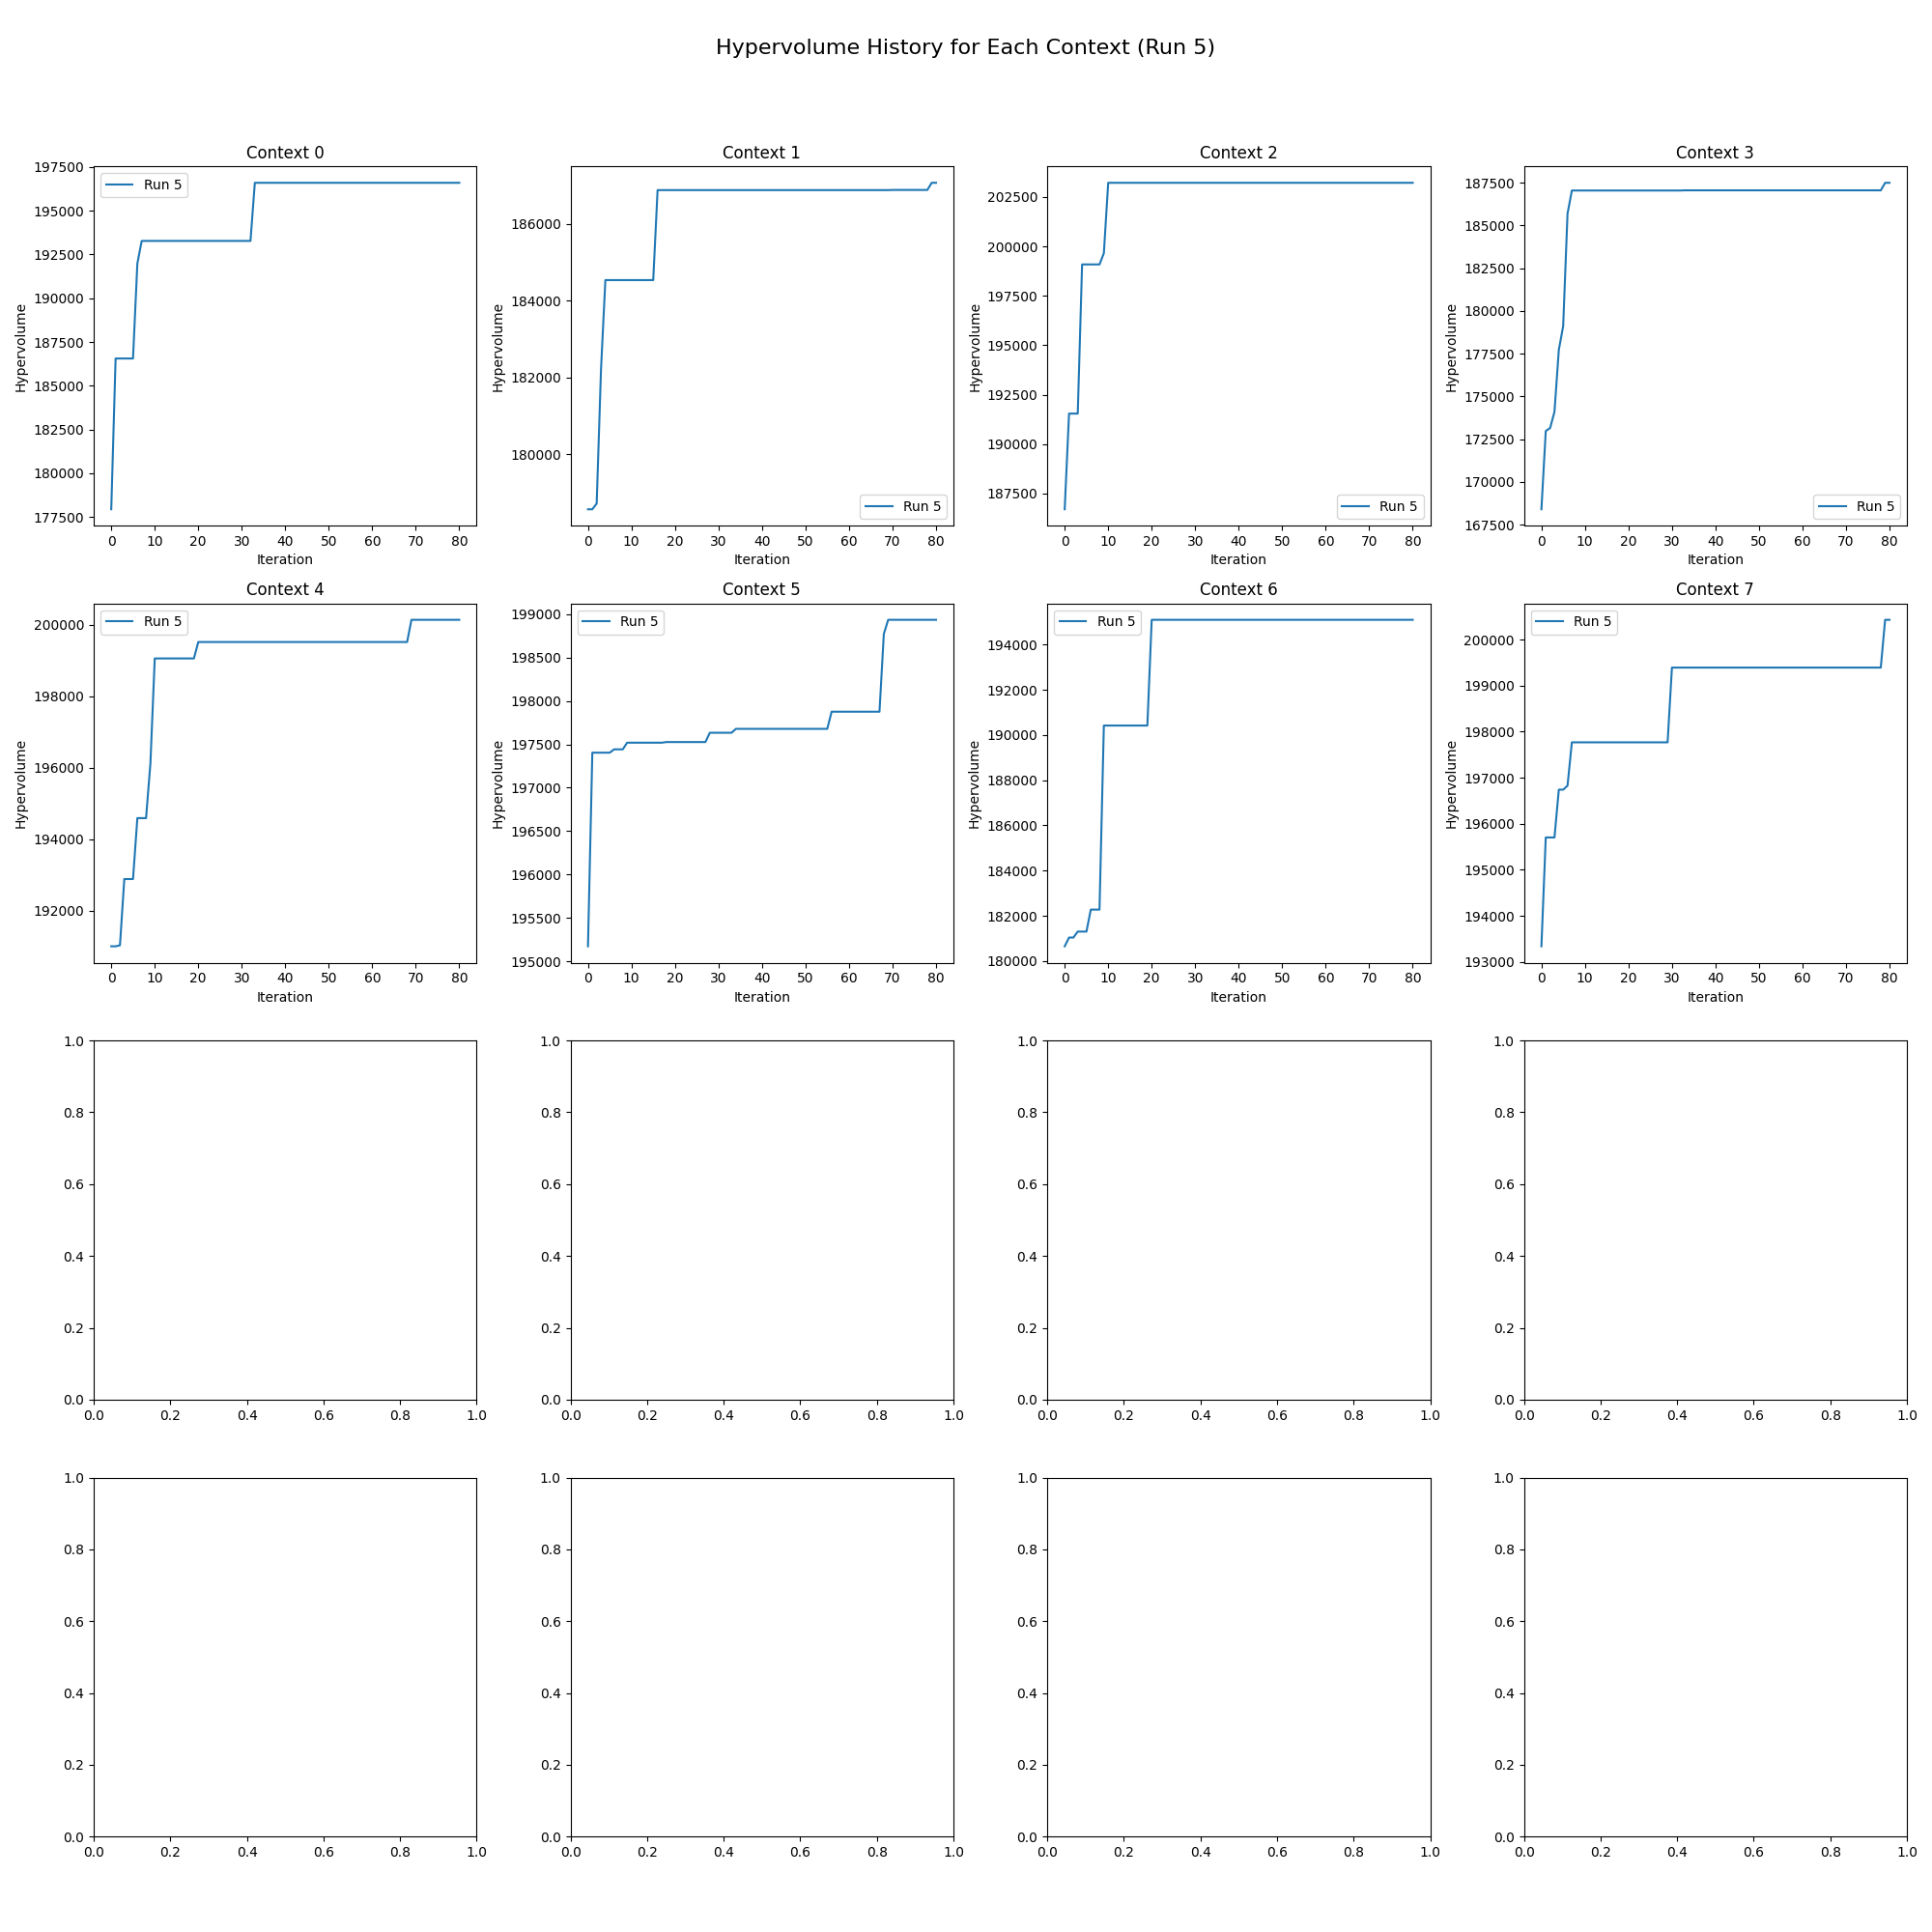 Hypervolume History for Each Context (Run 5)
Context 0
197500
195000
192500
190000
187500
185000
182500
180000
177500
Hypervolume
Run 5
0 10 20 30 40 50 60 70 80
Iteration
Context 1
186000
184000
182000
180000
Hypervolume
Run 5
0 10 20 30 40 50 60 70 80
Iteration
Context 2
202500
200000
197500
195000
192500
190000
187500
Hypervolume
Run 5
0 10 20 30 40 50 60 70 80
Iteration
Context 3
187500
185000
182500
180000
177500
175000
172500
170000
167500
Hypervolume
Run 5
0 10 20 30 40 50 60 70 80
Iteration
Context 4
200000
198000
196000
194000
192000
Hypervolume
Run 5
0 10 20 30 40 50 60 70 80
Iteration
Context 5
199000
198500
198000
197500
197000
196500
196000
195500
195000
Hypervolume
Run 5
0 10 20 30 40 50 60 70 80
Iteration
Context 6
194000
192000
190000
188000
186000
184000
182000
180000
Hypervolume
Run 5
0 10 20 30 40 50 60 70 80
Iteration
Context 7
200000
199000
198000
197000
196000
195000
194000
193000
Hypervolume
Run 5
0 10 20 30 40 50 60 70 80
Iteration
1.0
0.8
0.6
0.4
0.2
0.0
0.0 0.2 0.4 0.6 0.8 1.0
1.0
0.8
0.6
0.4
0.2
0.0
0.0 0.2 0.4 0.6 0.8 1.0
1.0
0.8
0.6
0.4
0.2
0.0
0.0 0.2 0.4 0.6 0.8 1.0
1.0
0.8
0.6
0.4
0.2
0.0
0.0 0.2 0.4 0.6 0.8 1.0
1.0
0.8
0.6
0.4
0.2
0.0
0.0 0.2 0.4 0.6 0.8 1.0
1.0
0.8
0.6
0.4
0.2
0.0
0.0 0.2 0.4 0.6 0.8 1.0
1.0
0.8
0.6
0.4
0.2
0.0
0.0 0.2 0.4 0.6 0.8 1.0
1.0
0.8
0.6
0.4
0.2
0.0
0.0 0.2 0.4 0.6 0.8 1.0